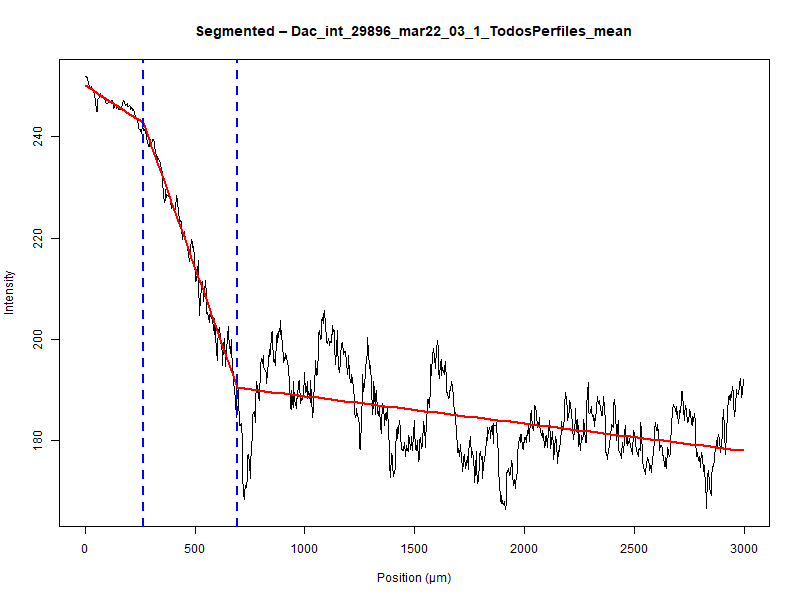 Segmented – Dac_int_29896_mar22_03_1_TodosPerfiles_mean
Intensity
240
220
200
180
0 500 1000 1500 2000 2500 3000
Position (µm)